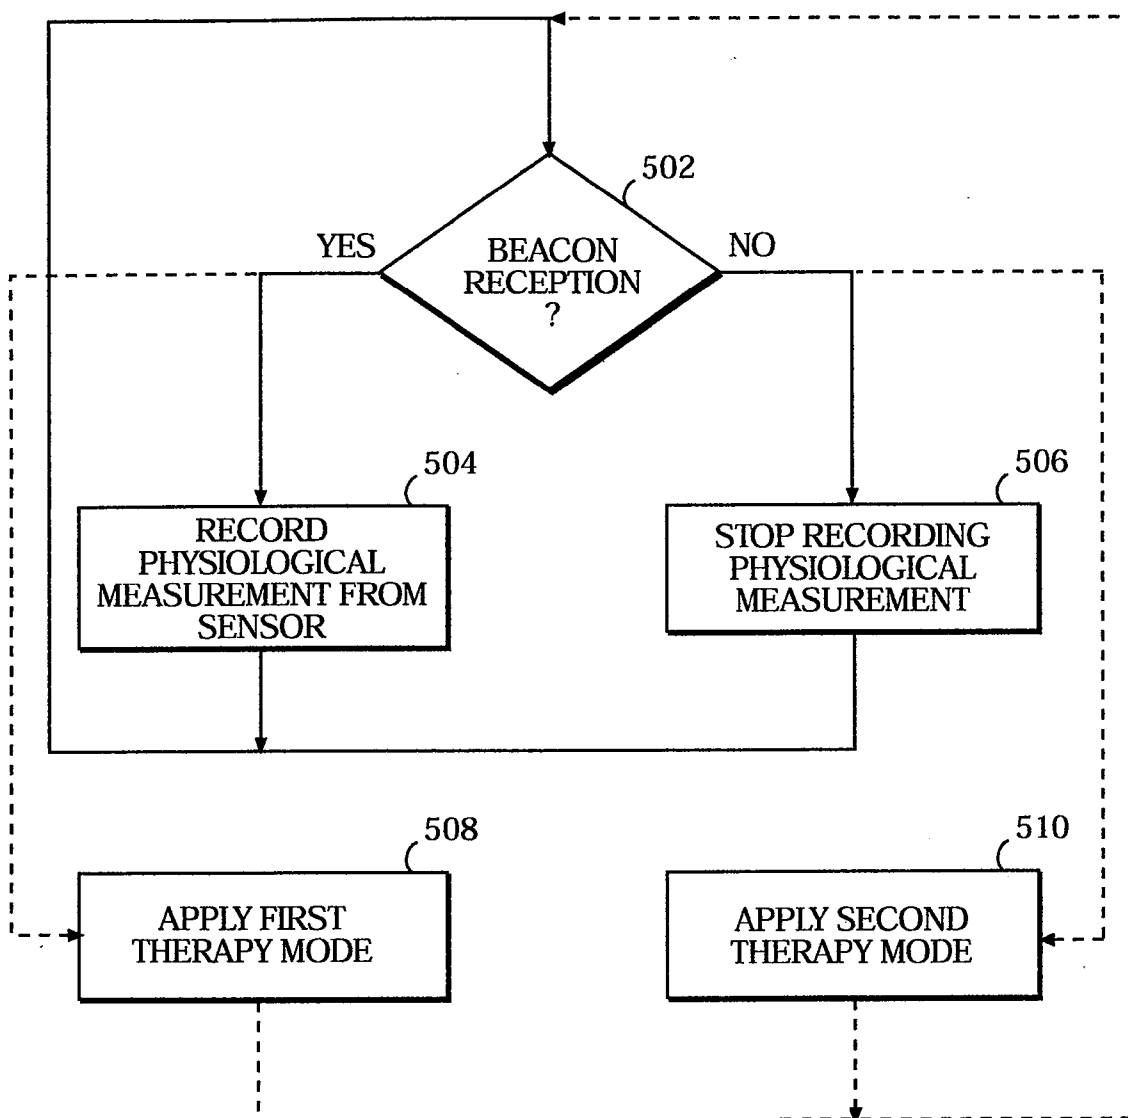 502
YES
BEACON
RECEPTION
?
NO
504
RECORD
PHYSIOLOGICAL
MEASUREMENT FROM
SENSOR
506
STOP RECORDING
PHYSIOLOGICAL
MEASUREMENT
508
APPLY FIRST
THERAPY MODE
510
APPLY SECOND
THERAPY MODE